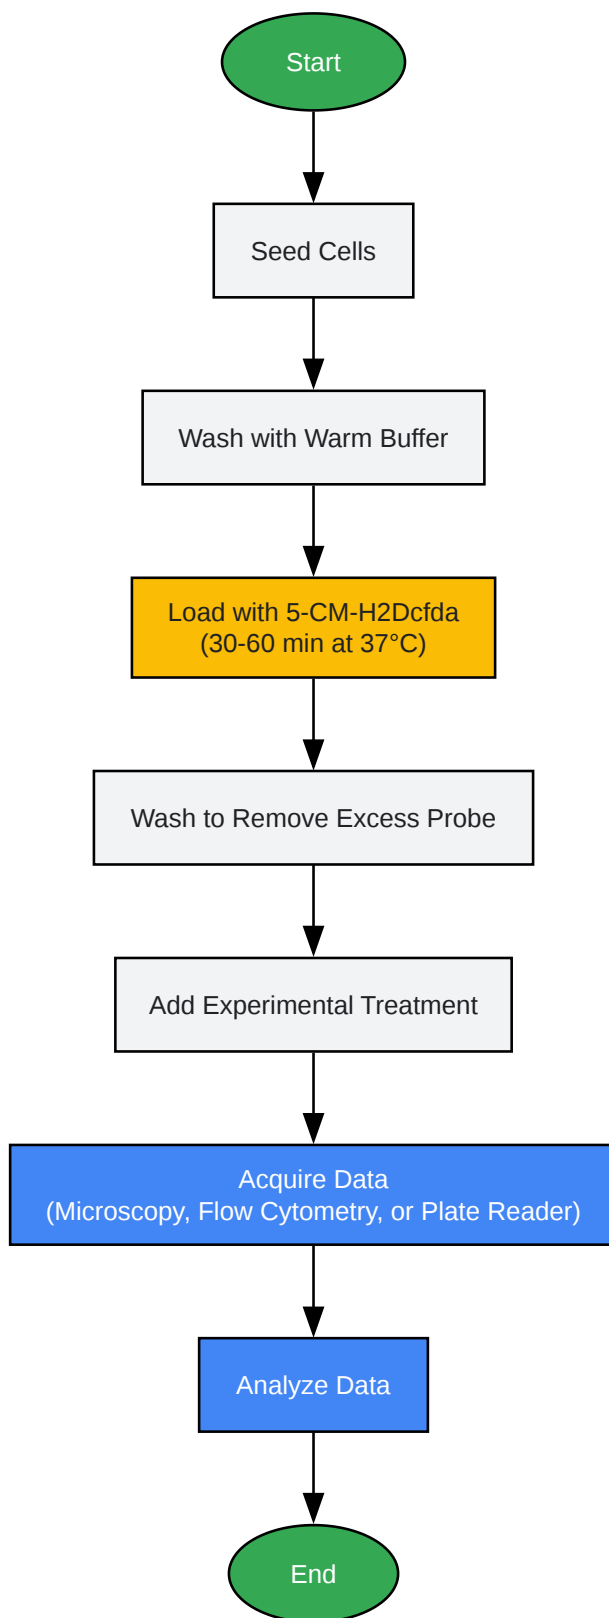 Start
Seed Cells
Wash with Warm Buffer
Load with 5-CM-H2Dcfda
(30-60 min at 37°C)
Wash to Remove Excess Probe
Add Experimental Treatment
Acquire Data
(Microscopy, Flow Cytometry, or Plate Reader)
Analyze Data
End